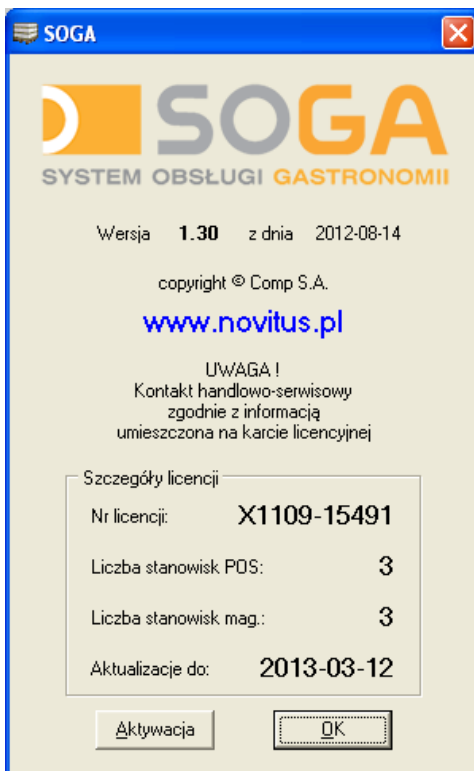 SOGA
SOGA
SYSTEM OBSŁUGI GASTRONOMII
Wersja 1.30 z dnia 2012-08-14
copyright © Comp S.A.
www.novitus.pl
UWAGA !
Kontakt handlowo-serwisowy
zgodnie z informacją
umieszczona na karcie licencyjnej
Szczegóły licencji
Nr licencji: X1109-15491
Liczba stanowisk POS: 3
Liczba stanowisk mag.: 3
Aktualizacje do: 2013-03-12
Aktywacja OK